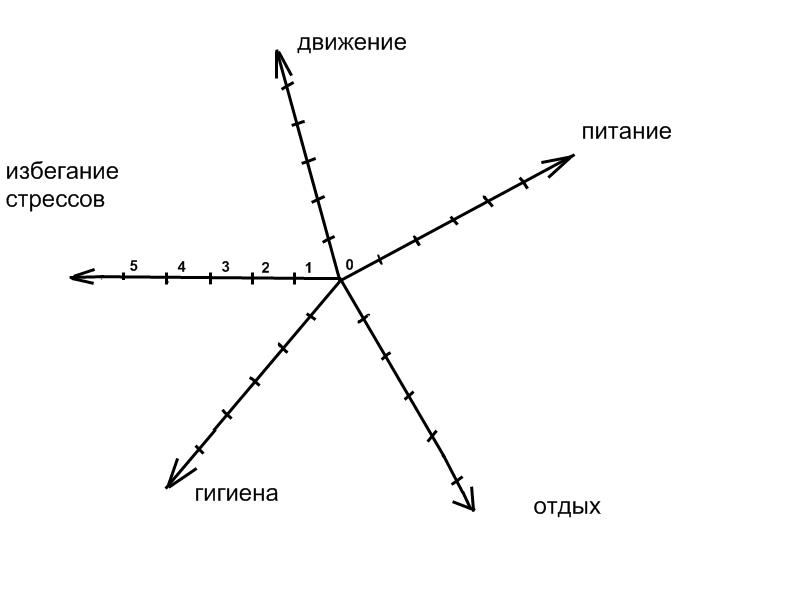 движение
питание
избегание
стрессов
5 4 3 2 1 0
гигиена
отдых